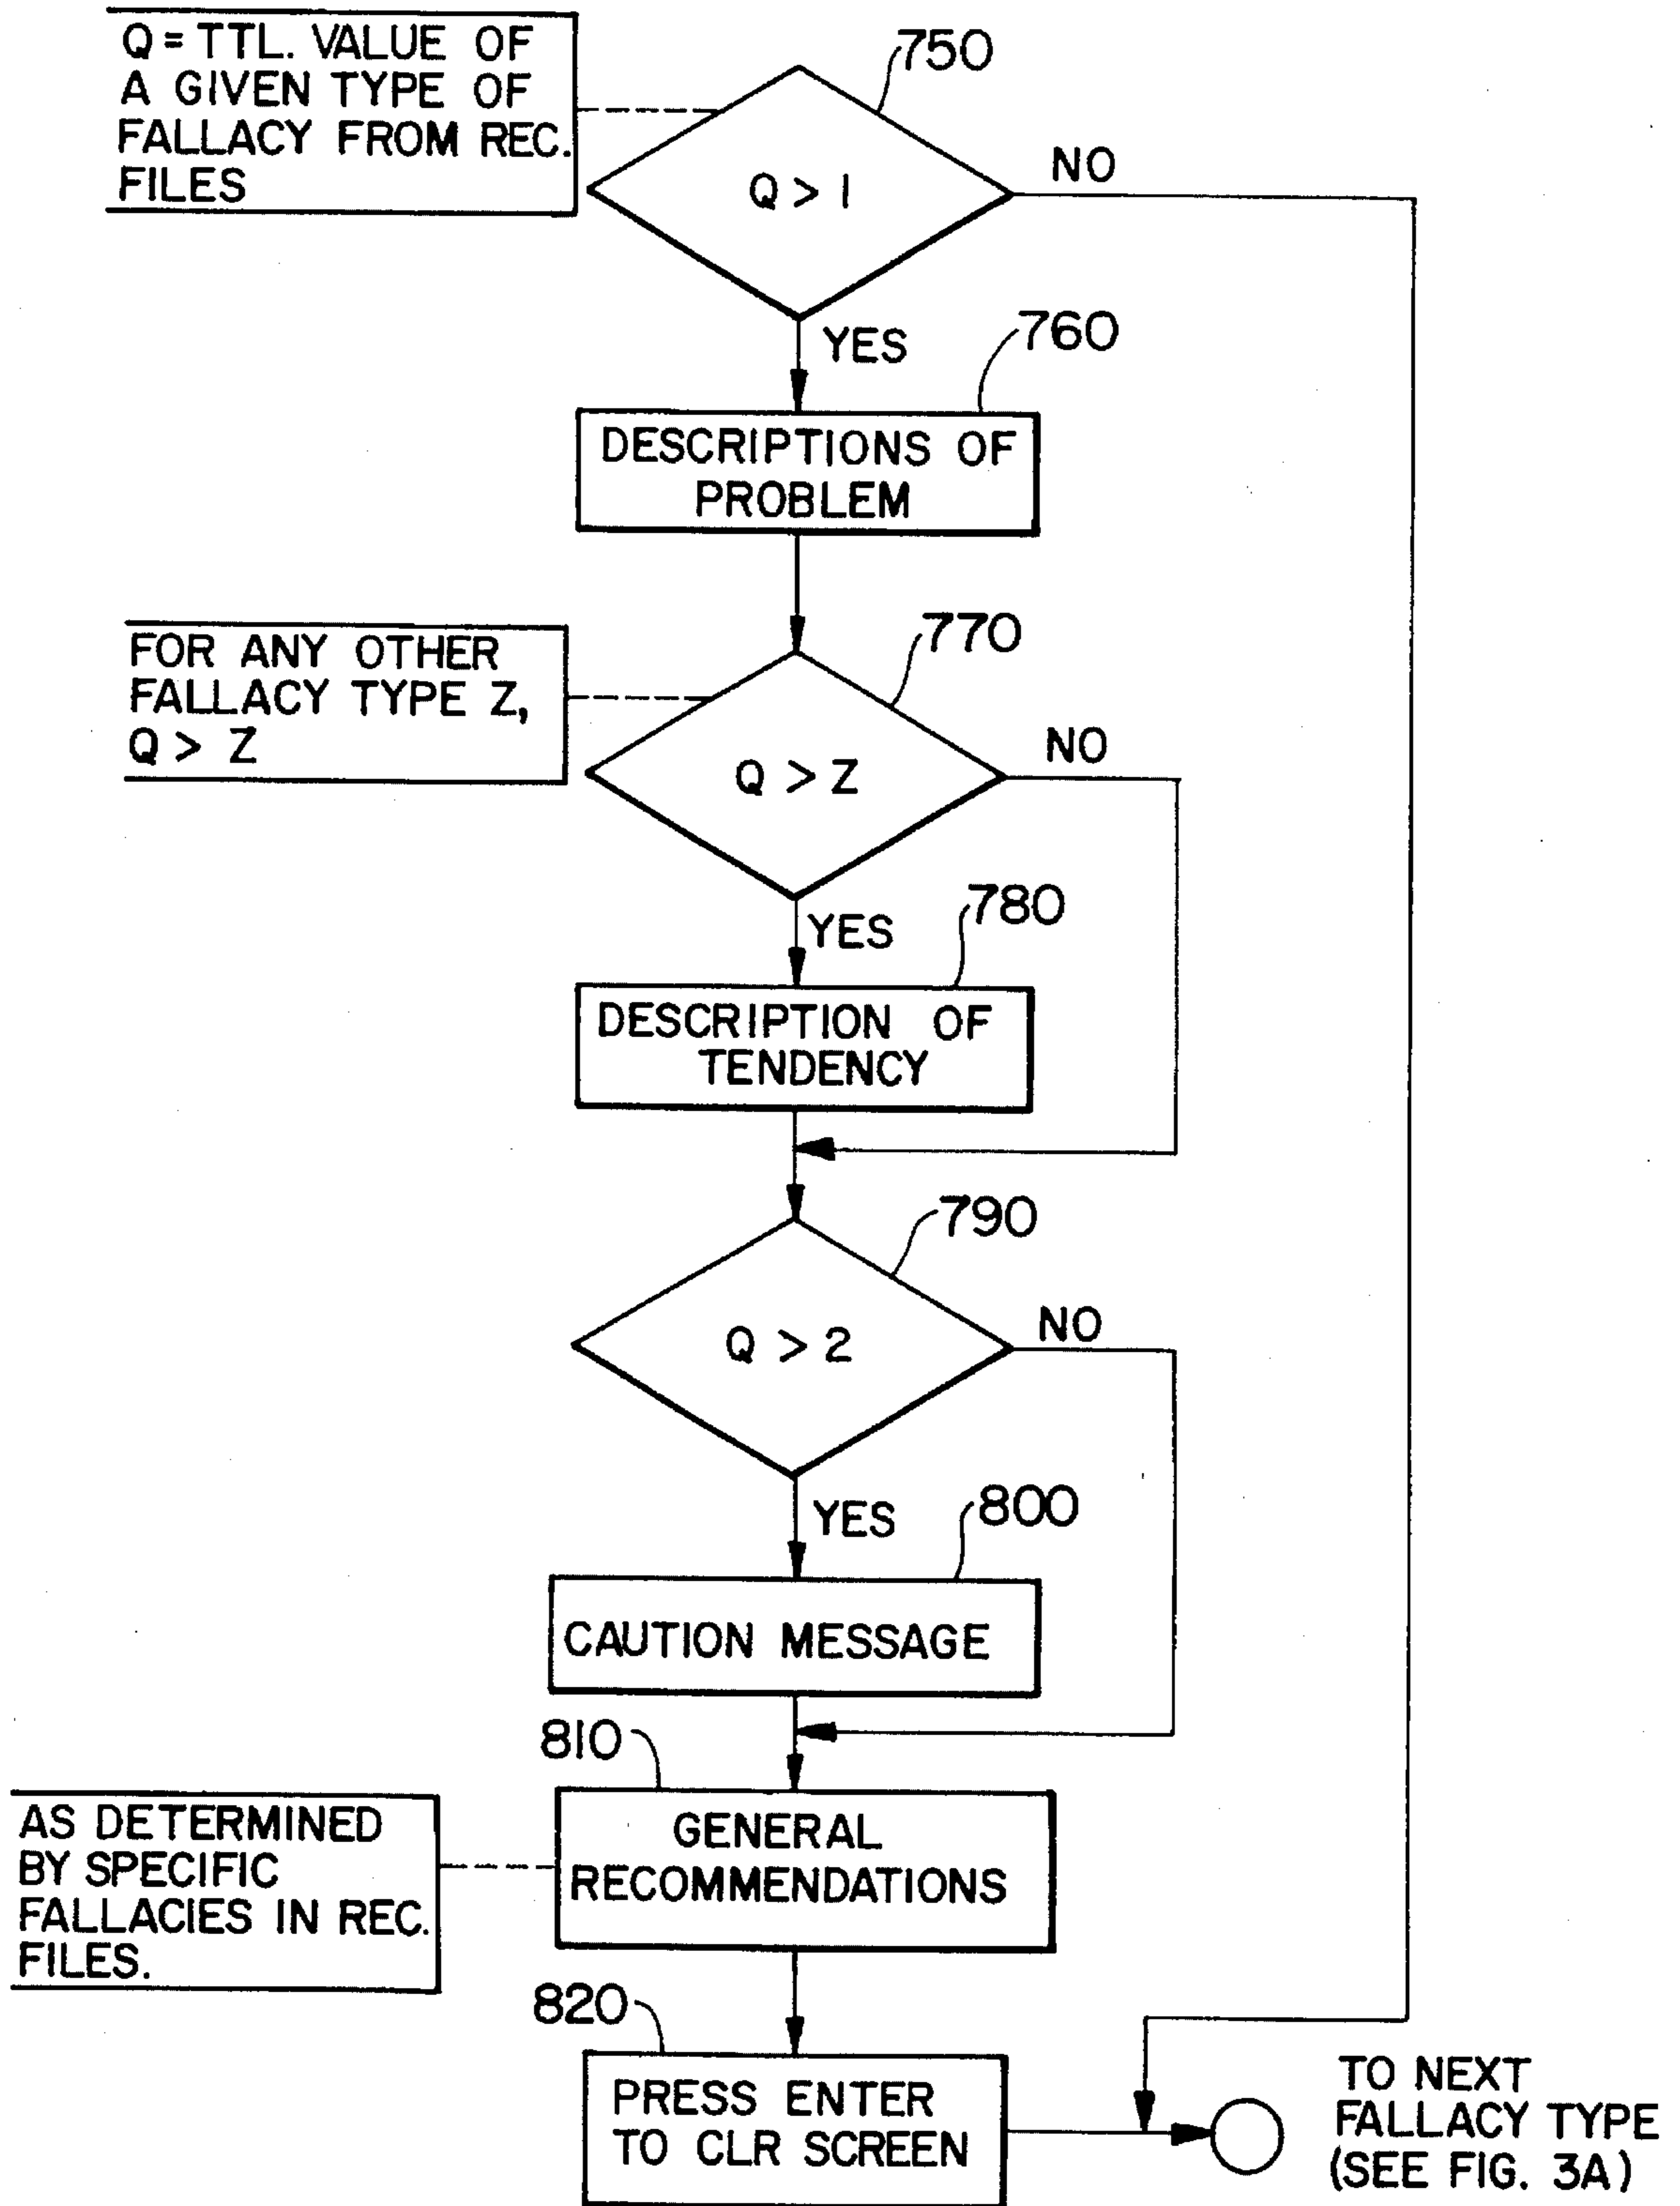 Q = TTL. VALUE OF
A GIVEN TYPE OF
FALLACY FROM REC.
FILES
750
Q > 1
NO
YES
760
DESCRIPTIONS OF
PROBLEM
FOR ANY OTHER
FALLACY TYPE Z,
Q > Z
770
Q > Z
NO
YES
780
DESCRIPTION OF
TENDENCY
790
Q > 2
NO
YES
800
CAUTION MESSAGE
810
GENERAL
RECOMMENDATIONS
AS DETERMINED
BY SPECIFIC
FALLACIES IN REC.
FILES.
820
PRESS ENTER
TO CLR SCREEN
TO NEXT
FALLACY TYPE
(SEE FIG. 3A)